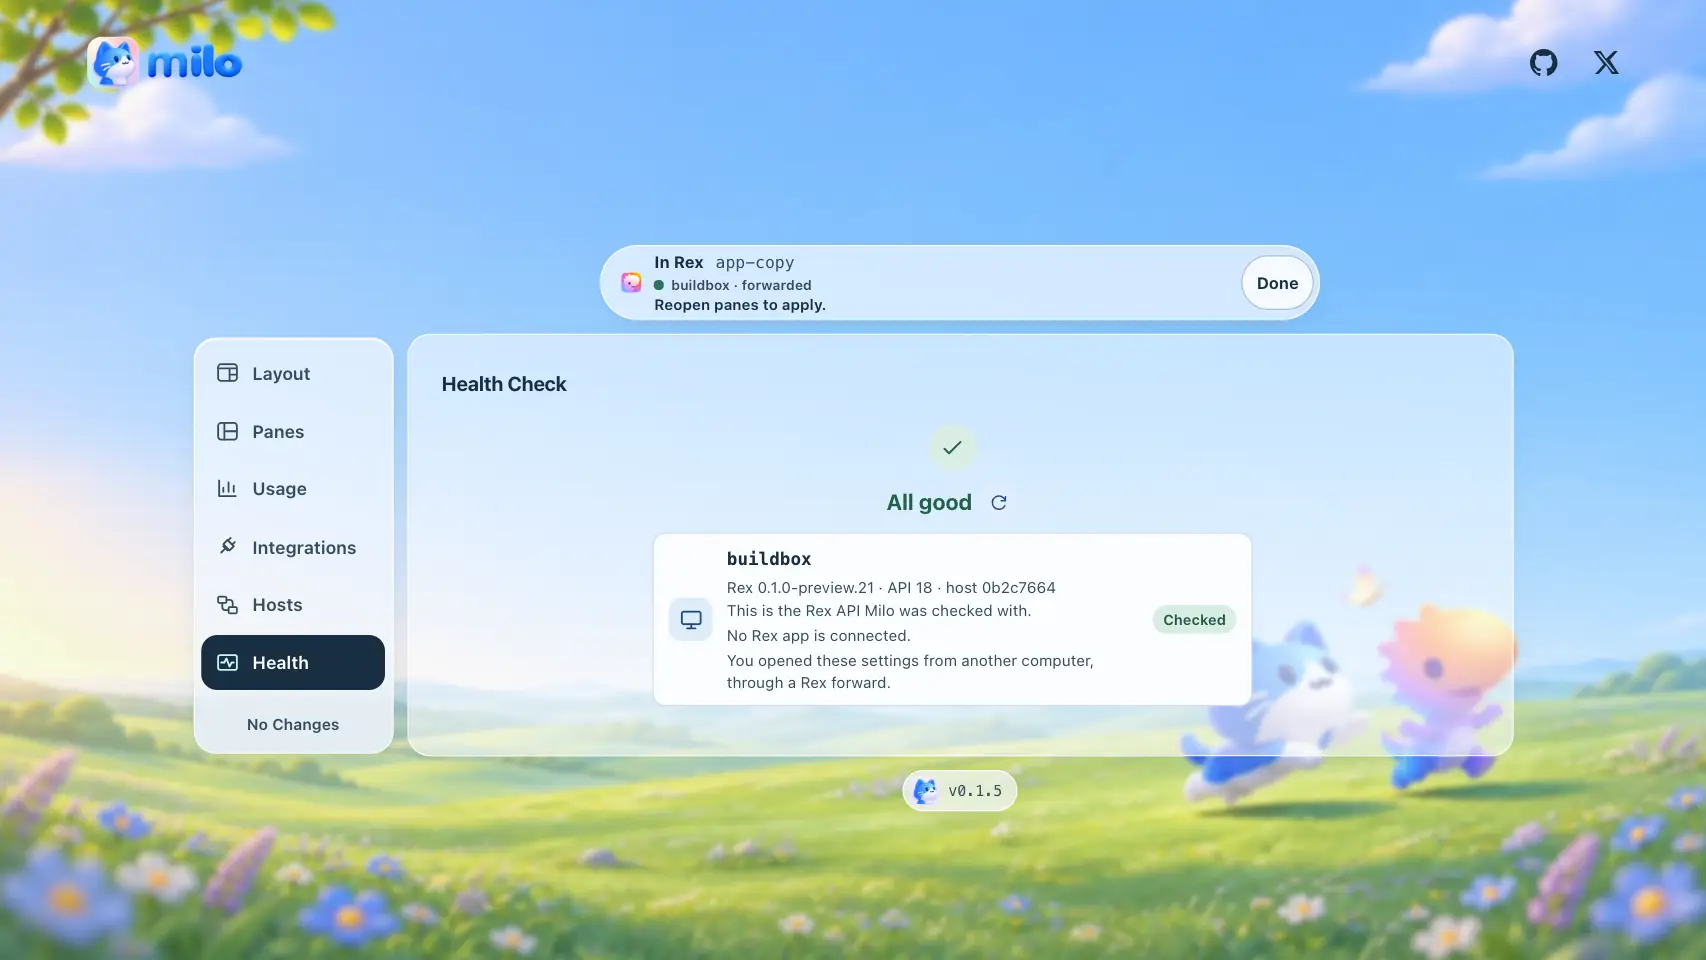 milo
In Rex app-copy
buildbox · forwarded
Reopen panes to apply.
Done
Layout
Panes
Usage
Integrations
Hosts
Health
No Changes
Health Check
All good
buildbox
Rex 0.1.0-preview.21 · API 18 · host 0b2c7664
This is the Rex API Milo was checked with.
No Rex app is connected.
You opened these settings from another computer,
through a Rex forward.
Checked
v0.1.5